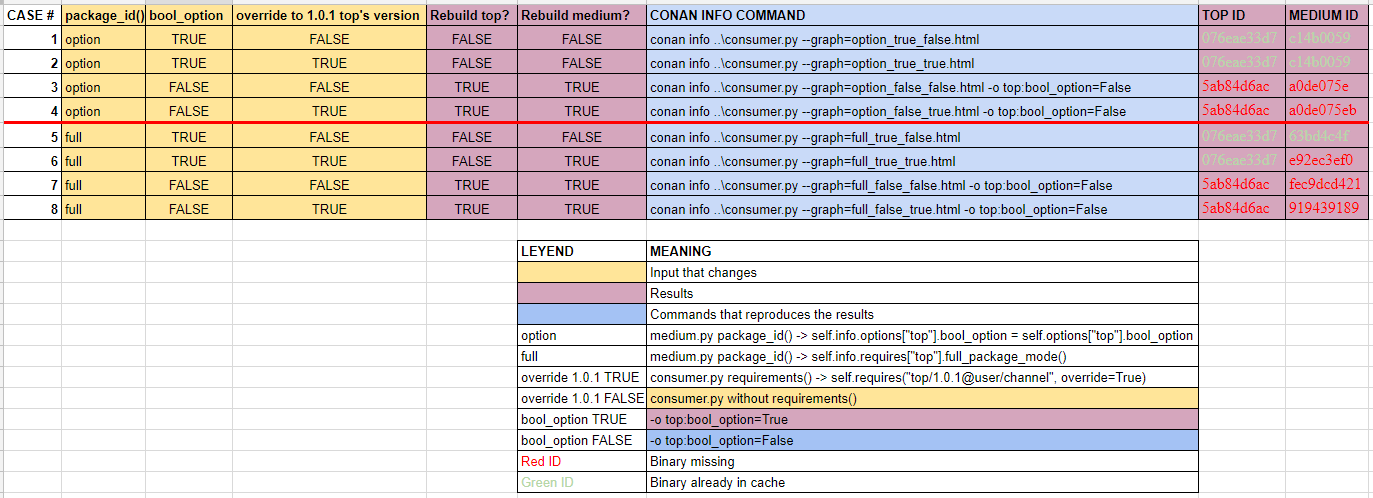 CASE # package_id() bool_option override to 1.0.1 top's version Rebuild top? Rebuild medium? CONAN INFO COMMAND TOP ID MEDIUM ID
1 option TRUE FALSE FALSE FALSE conan info ..\consumer.py --graph=option_true_false.html 076eae33d7 c14b0059
2 option TRUE TRUE FALSE FALSE conan info ..\consumer.py --graph=option_true_true.html 076eae33d7 c14b0059
3 option FALSE FALSE TRUE TRUE conan info ..\consumer.py --graph=option_false_false.html -o top:bool_option=False 5ab84d6ac a0de075e
4 option FALSE TRUE TRUE TRUE conan info ..\consumer.py --graph=option_false_true.html -o top:bool_option=False 5ab84d6ac a0de075eb
5 full TRUE FALSE FALSE FALSE conan info ..\consumer.py --graph=full_true_false.html 076eae33d7 63bd4c4f
6 full TRUE TRUE FALSE TRUE conan info ..\consumer.py --graph=full_true_true.html 076eae33d7 e92ec3ef0
7 full FALSE FALSE TRUE TRUE conan info ..\consumer.py --graph=full_false_false.html -o top:bool_option=False 5ab84d6ac fec9dcd421
8 full FALSE TRUE TRUE TRUE conan info ..\consumer.py --graph=full_false_true.html -o top:bool_option=False 5ab84d6ac 919439189
LEYEND MEANING
Input that changes
Results
Commands that reproduces the results
option medium.py package_id() -> self.info.options["top"].bool_option = self.options["top"].bool_option
full medium.py package_id() -> self.info.requires["top"].full_package_mode()
override 1.0.1 TRUE consumer.py requirements() -> self.requires("top/1.0.1@user/channel", override=True)
override 1.0.1 FALSE consumer.py without requirements()
bool_option TRUE -o top:bool_option=True
bool_option FALSE -o top:bool_option=False
Red ID Binary missing
Green ID Binary already in cache